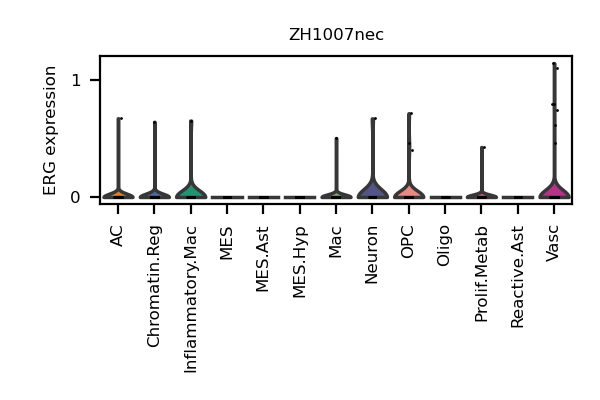 ZH1007nec
ERG expression
1
0
AC
Chromatin.Reg
Inflammatory.Mac
MES
MES.Ast
MES.Hyp
Mac
Neuron
OPC
Oligo
Prolif.Metab
Reactive.Ast
Vasc